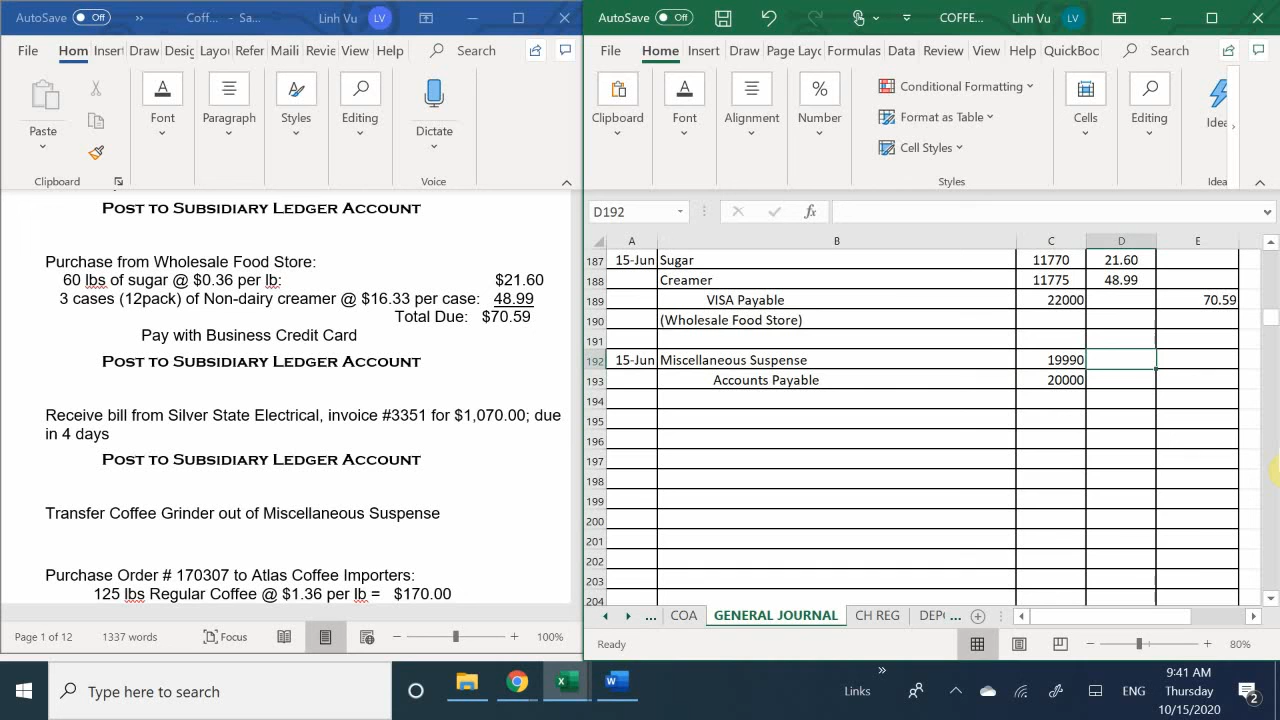 AutoSave Off » Coff... - Sa... Linh Vu LV
File Hom Insert Draw Desig Layou Refer Maili Revie View Help Search
Paste Font Paragraph Styles Editing Dictate
Clipboard Voice
Post to Subsidiary Ledger Account
Purchase from Wholesale Food Store:
60 lbs of sugar @ $0.36 per lb: $21.60
3 cases (12pack) of Non-dairy creamer @ $16.33 per case: 48.99
Total Due: $70.59
Pay with Business Credit Card
Post to Subsidiary Ledger Account
Receive bill from Silver State Electrical, invoice #3351 for $1,070.00; due
in 4 days
Post to Subsidiary Ledger Account
Transfer Coffee Grinder out of Miscellaneous Suspense
Purchase Order # 170307 to Atlas Coffee Importers:
125 lbs Regular Coffee @ $1.36 per lb = $170.00
Page 1 of 12 1337 words Focus 100%
AutoSave Off COFFE... Linh Vu LV
File Home Insert Draw Page Layc Formulas Data Review View Help QuickBoc Search
Clipboard Font Alignment Number % Conditional Formatting Cells Editing Idea
Format as Table
Cell Styles
Styles Idea
D192 fx
A B C D E
187 15-Jun Sugar 11770 21.60
188 Creamer 11775 48.99
189 VISA Payable 22000 70.59
190 (Wholesale Food Store)
191
192 15-Jun Miscellaneous Suspense 19990
193 Accounts Payable 20000
194
195
196
197
198
199
200
201
202
203
204
... COA GENERAL JOURNAL CH REG DEP( ...
Ready 80%
Type here to search Links ENG 9:41 AM
Thursday
10/15/2020 2